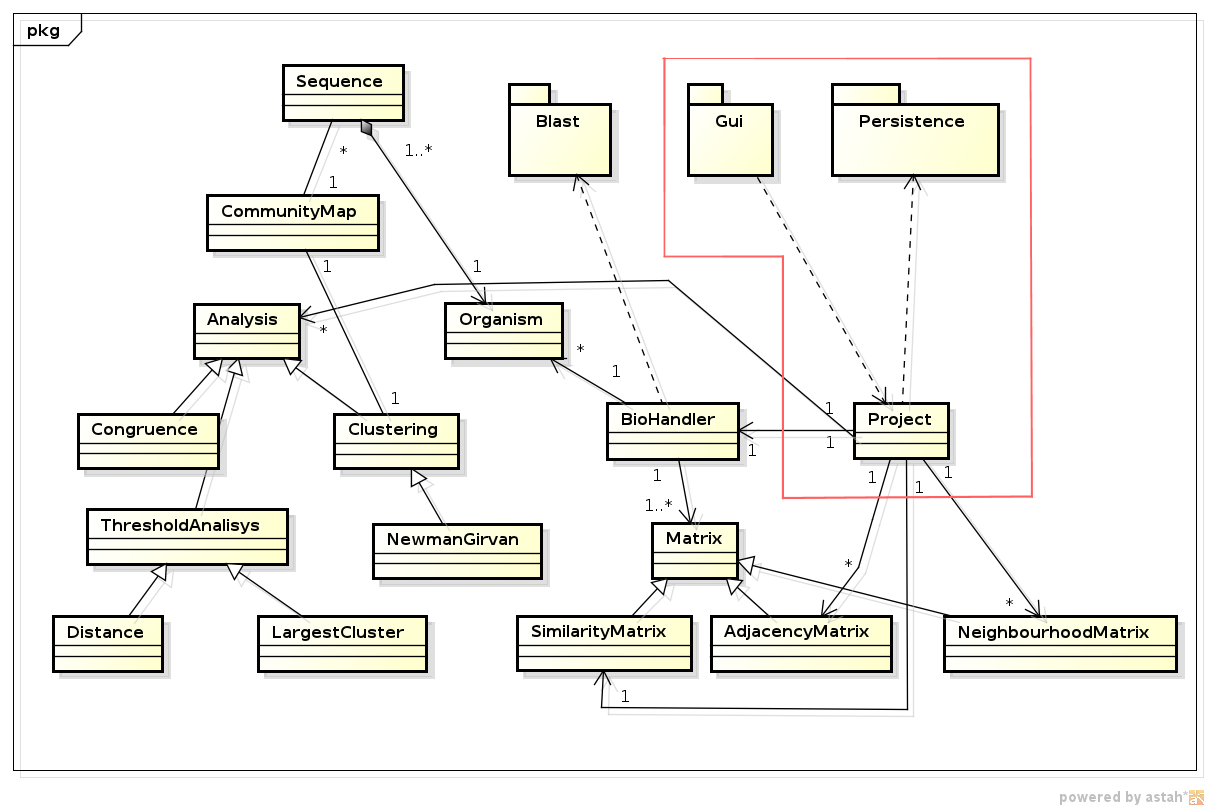 pkg
Sequence
Blast
Gui
Persistence
*
1..*
1
CommunityMap
1
1
Analysis
*
Organism
*
1
1
1
Congruence
Clustering
BioHandler
Project
1
1
1
1
1
1
1..*
ThresholdAnalisys
NewmanGirvan
Matrix
*
*
Distance
LargestCluster
SimilarityMatrix
AdjacencyMatrix
NeighbourhoodMatrix
1
powered by astah*